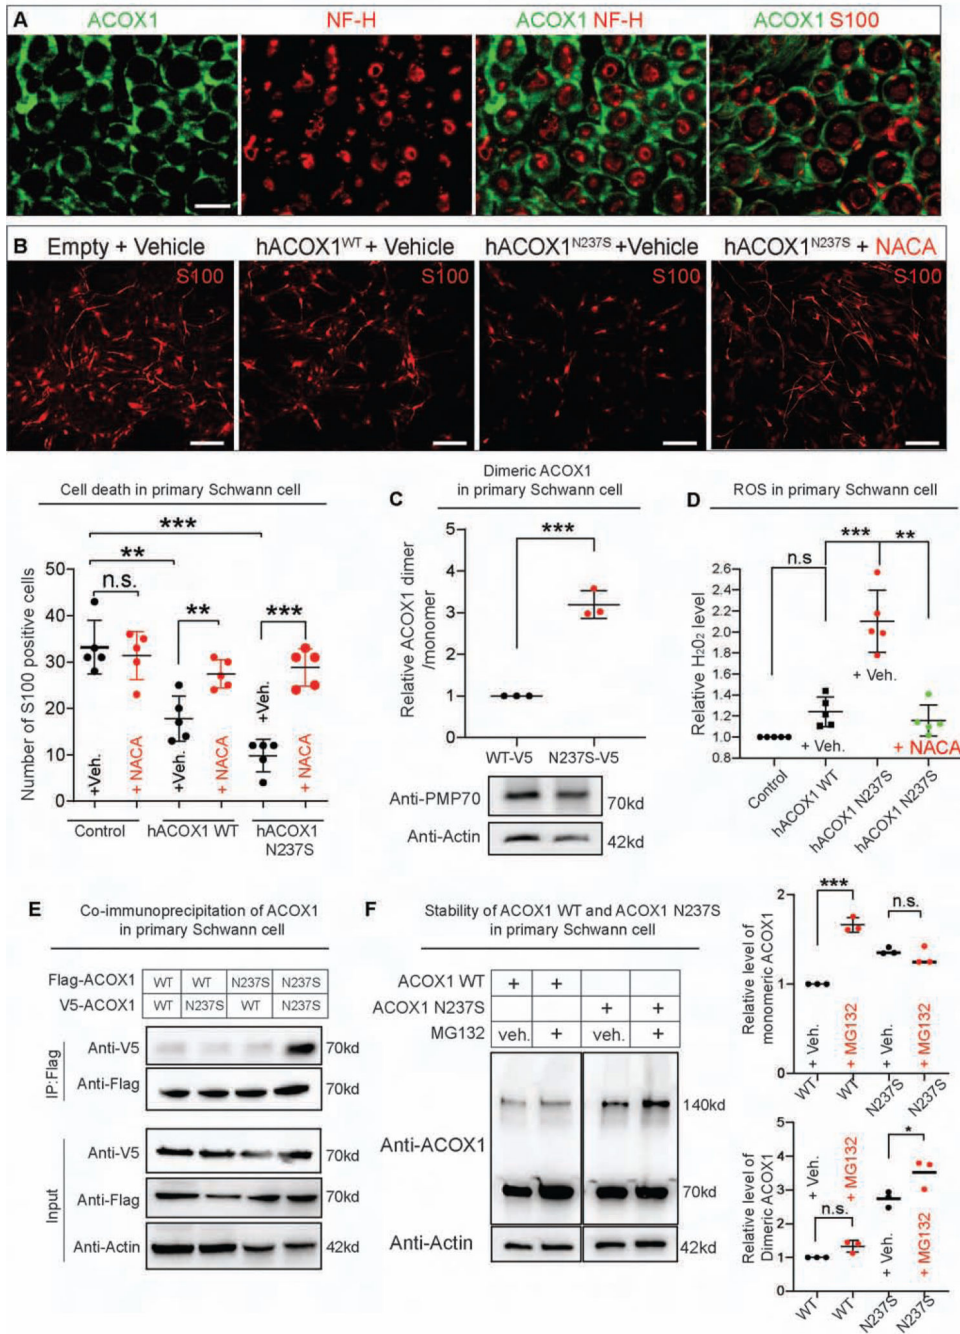 A ACOX1 NF-H ACOX1 NF-H ACOX1 S100
B Empty + Vehicle hACOX1WT + Vehicle hACOX1N237S +Vehicle hACOX1N237S + NACA
S100 S100 S100 S100
Cell death in primary Schwann cell
Number of S100 positive cells
50
40
30
20
10
0
***
**
n.s.
**
***
+Veh.
+ NACA
+Veh.
+ NACA
+Veh.
+ NACA
Control hACOX1 WT hACOX1
N237S
C Dimeric ACOX1
in primary Schwann cell
Relative ACOX1 dimer
/monomer
5
4
3
2
1
0
***
WT-V5 N237S-V5
Anti-PMP70 70kd
Anti-Actin 42kd
D ROS in primary Schwann cell
Relative H2O2 level
n.s *** **
2.6
2.4
2.2
2.0
1.8
1.6
1.4
1.2
1.0
0.8
+ Veh.
+ Veh.
+ NACA
Control
hACOX1 WT
hACOX1 N237S
hACOX1 N237S
E Co-immunoprecipitation of ACOX1
in primary Schwann cell
Flag-ACOX1 WT WT N237S N237S
V5-ACOX1 WT N237S WT N237S
IP:Flag
Anti-V5 70kd
Anti-Flag 70kd
Input
Anti-V5 70kd
Anti-Flag 70kd
Anti-Actin 42kd
F Stability of ACOX1 WT and ACOX1 N237S
in primary Schwann cell
ACOX1 WT + +
ACOX1 N237S + +
MG132 veh. + veh. +
140kd
Anti-ACOX1
70kd
Anti-Actin 42kd
Relative level of
monomeric ACOX1
2
1
0
***
n.s.
+ Veh.
+ MG132
+ Veh.
+ MG132
WT
WT
N237S
N237S
Relative level of
Dimeric ACOX1
5
4
3
2
1
0
+ Veh.
+ MG132
n.s.
*
+ Veh.
+ MG132
WT
WT
N237S
N237S